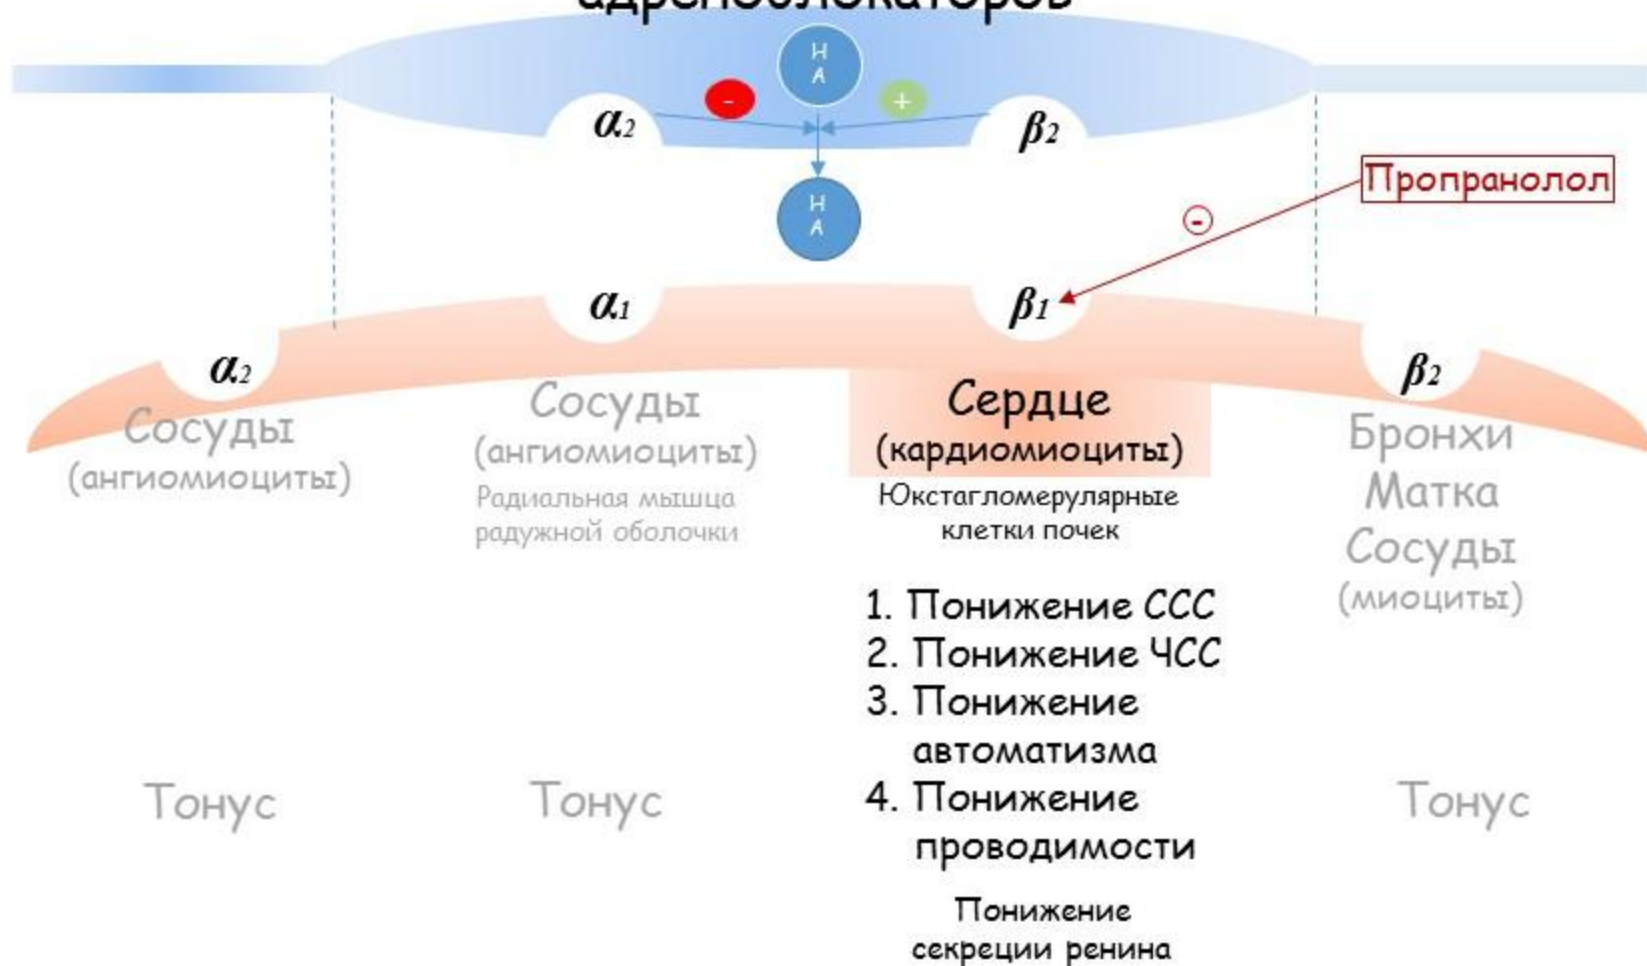 адреноблокаторов
Н
А
-
+
α2
β2
Н
А
Пропранолол
-
α1
β1
α2
β2
Сосуды
(ангиомиоциты)
Сосуды
(ангиомиоциты)
Радиальная мышца
радужной оболочки
Сердце
(кардиомиоциты)
Юкстагломерулярные
клетки почек
Бронхи
Матка
Сосуды
(миоциты)
1. Понижение ССС
2. Понижение ЧСС
3. Понижение
автоматизма
4. Понижение
проводимости
Тонус
Тонус
Тонус
Понижение
секреции ренина